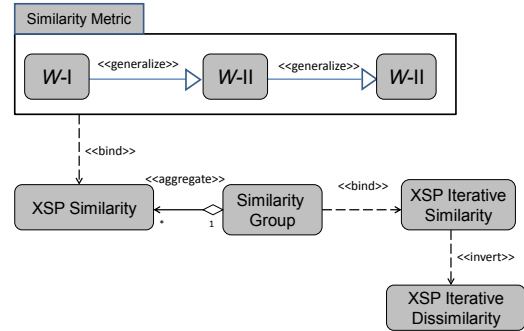 Similarity Metric
<<generalize>>
<<generalize>>
W-I
W-II
W-II
<<bind>>
<<aggregate>>
<<bind>>
XSP Similarity
*
1
Similarity
Group
XSP Iterative
Similarity
<<invert>>
XSP Iterative
Dissimilarity